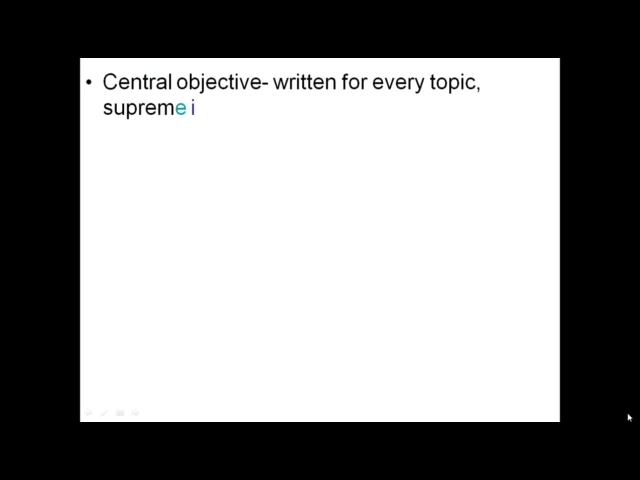 • Central objective- written for every topic,
supreme i